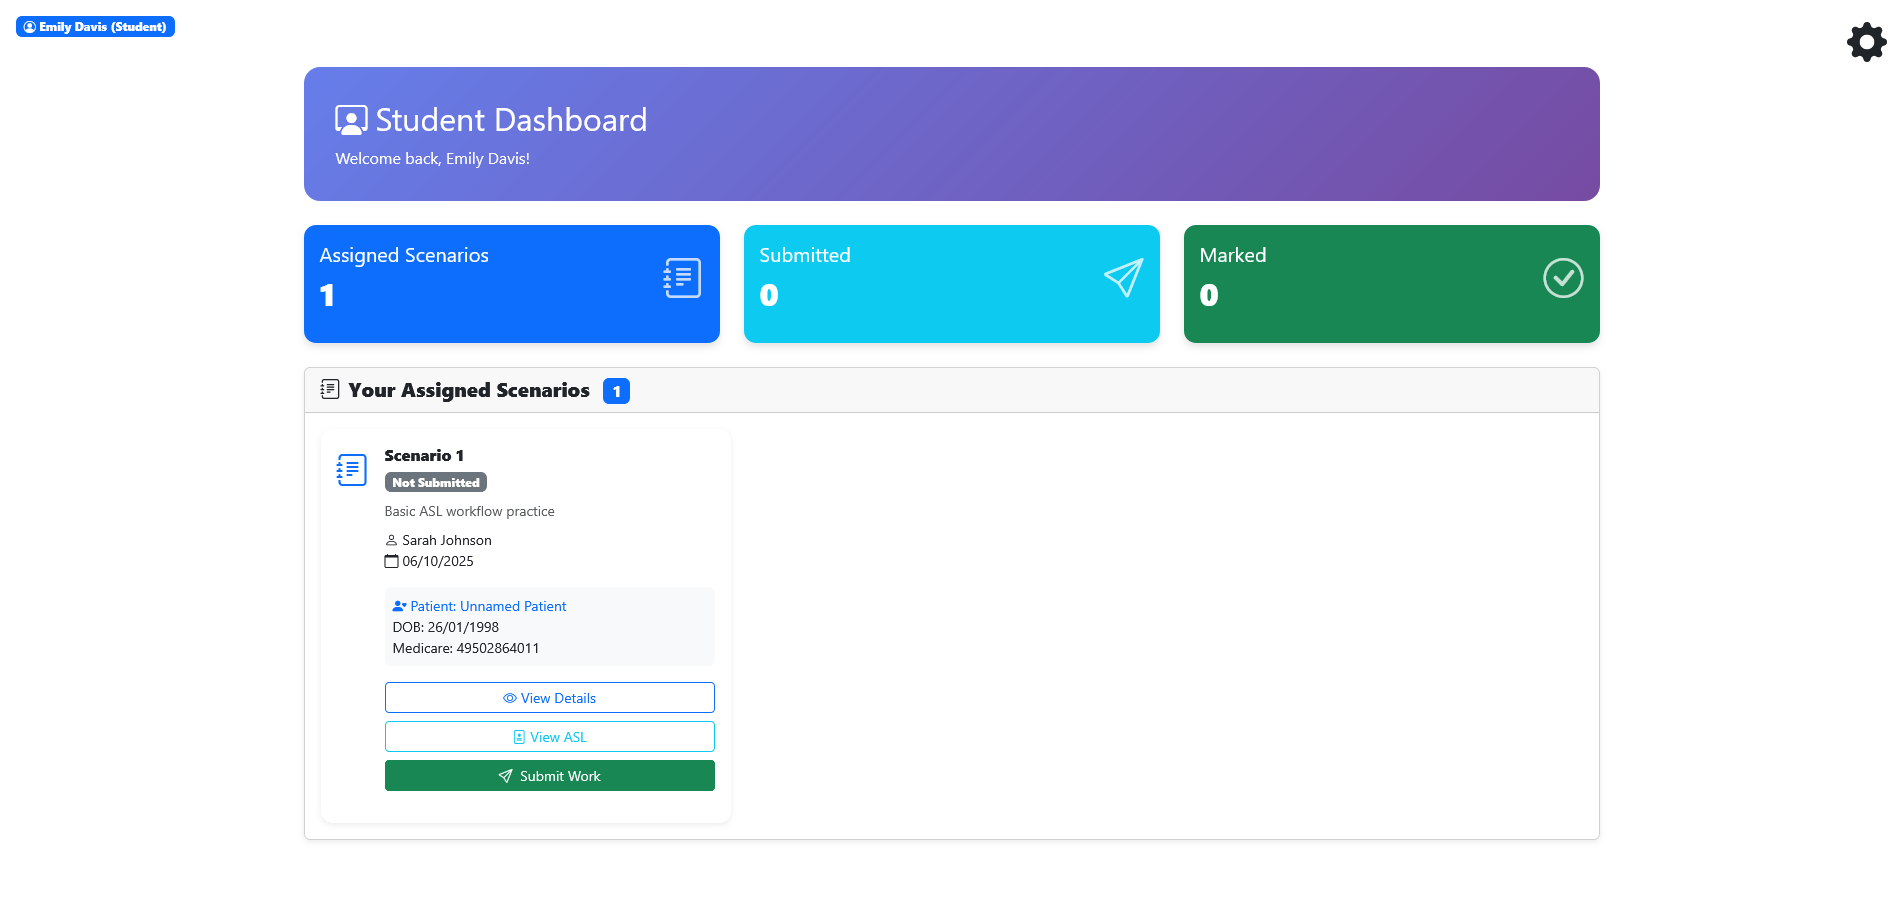 Emily Davis (Student)
Student Dashboard
Welcome back, Emily Davis!
Assigned Scenarios
1
Submitted
0
Marked
0
Your Assigned Scenarios 1
Scenario 1
Not Submitted
Basic ASL workflow practice
Sarah Johnson
06/10/2025
Patient: Unnamed Patient
DOB: 26/01/1998
Medicare: 49502864011
View Details
View ASL
Submit Work